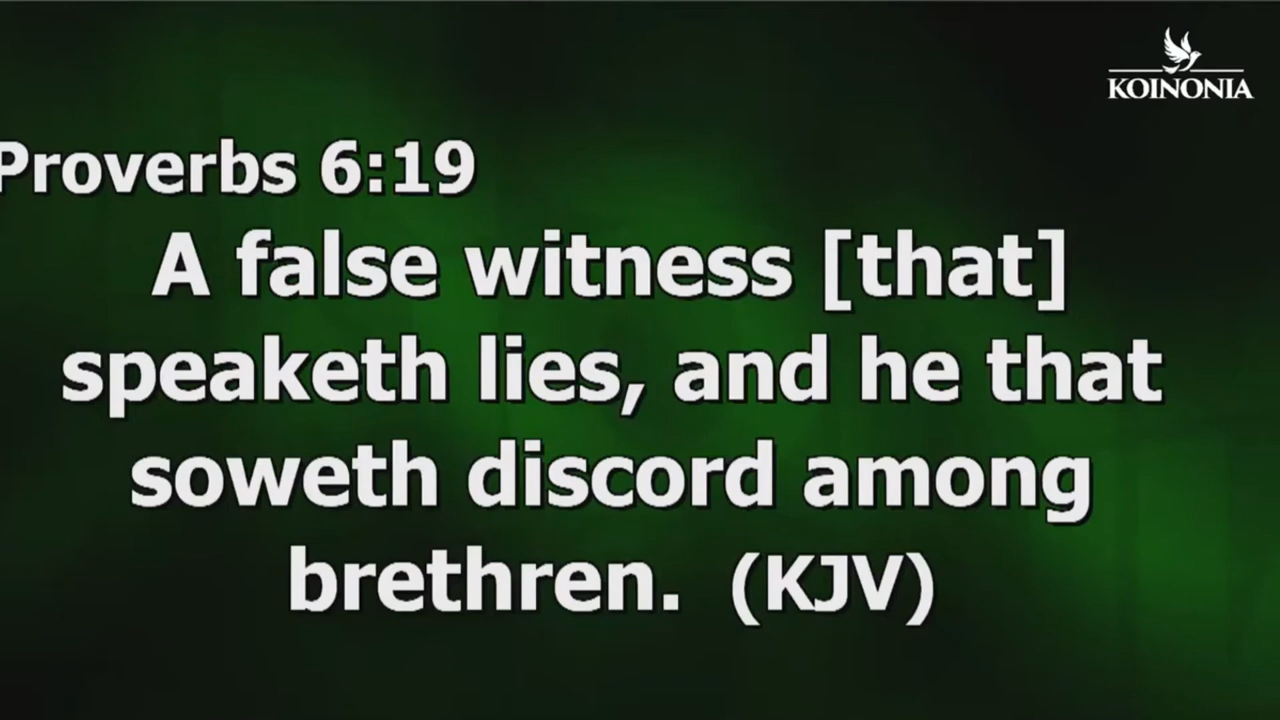 KOINONIA
Proverbs 6:19
A false witness [that]
speaketh lies, and he that
soweth discord among
brethren. (KJV)